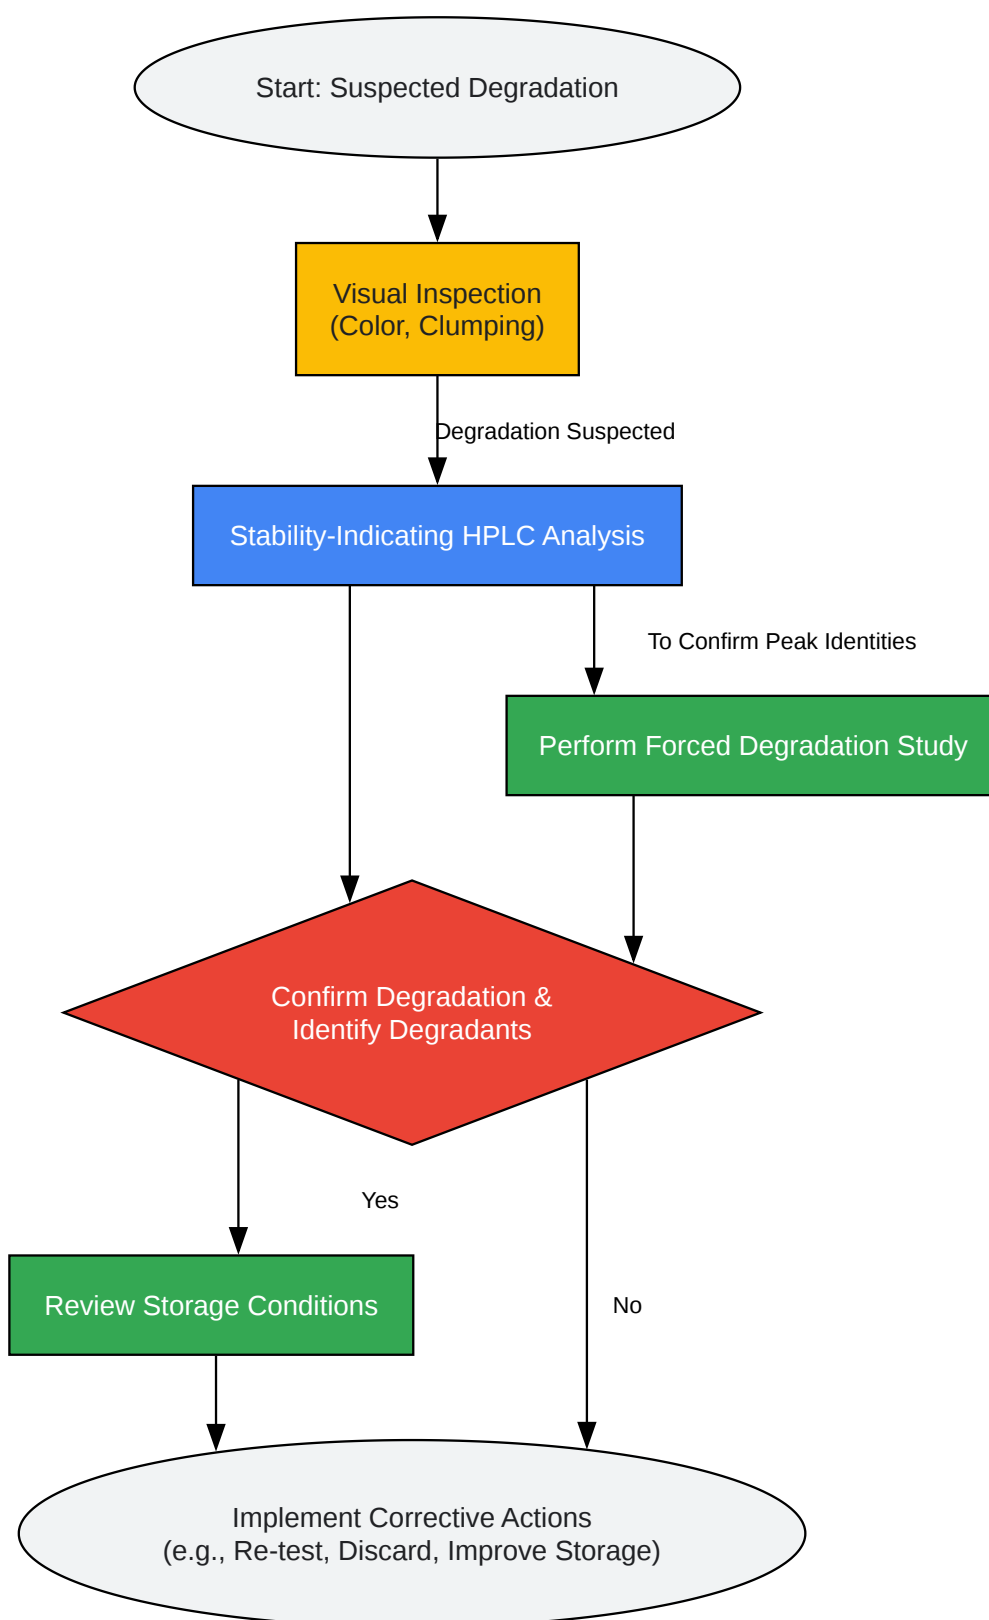 Start: Suspected Degradation
Visual Inspection
(Color, Clumping)
Degradation Suspected
Stability-Indicating HPLC Analysis
To Confirm Peak Identities
Perform Forced Degradation Study
Confirm Degradation &
Identify Degradants
Yes
Review Storage Conditions
No
Implement Corrective Actions
(e.g., Re-test, Discard, Improve Storage)